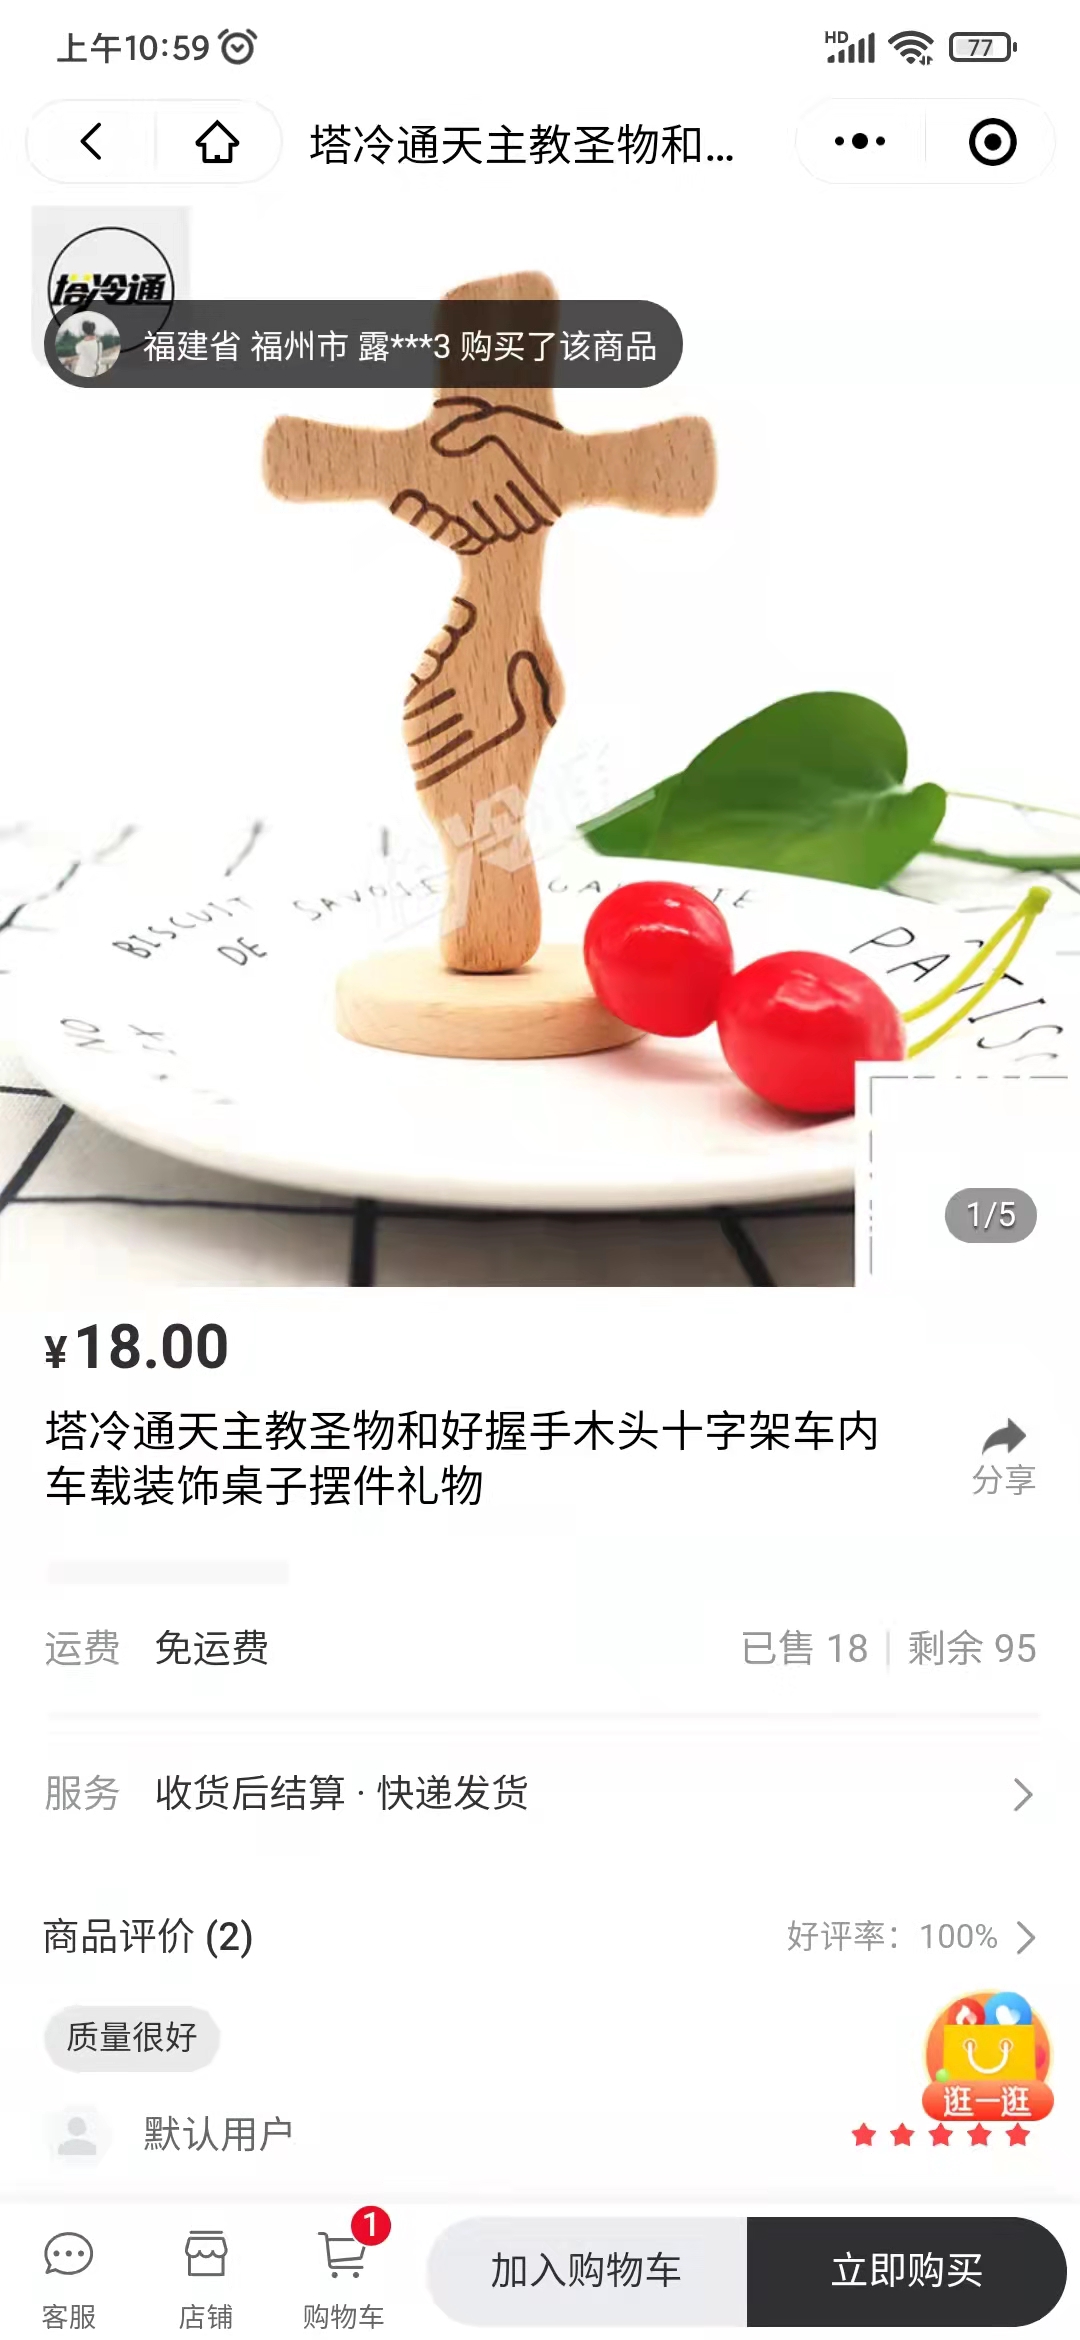 上午10:59
HD
77
塔冷通天主教圣物和...
塔冷通
福建省 福州市 露***3 购买了该商品
冷通
BISCUIT
DE
SAVOIE
PATISC
1/5
¥18.00
塔冷通天主教圣物和好握手木头十字架车内
车载装饰桌子摆件礼物
分享
运费 免运费
已售 18 | 剩余 95
服务 收货后结算 · 快递发货
商品评价 (2)
好评率：100%
质量很好
逛一逛
默认用户
1
客服
店铺
购物车
加入购物车
立即购买